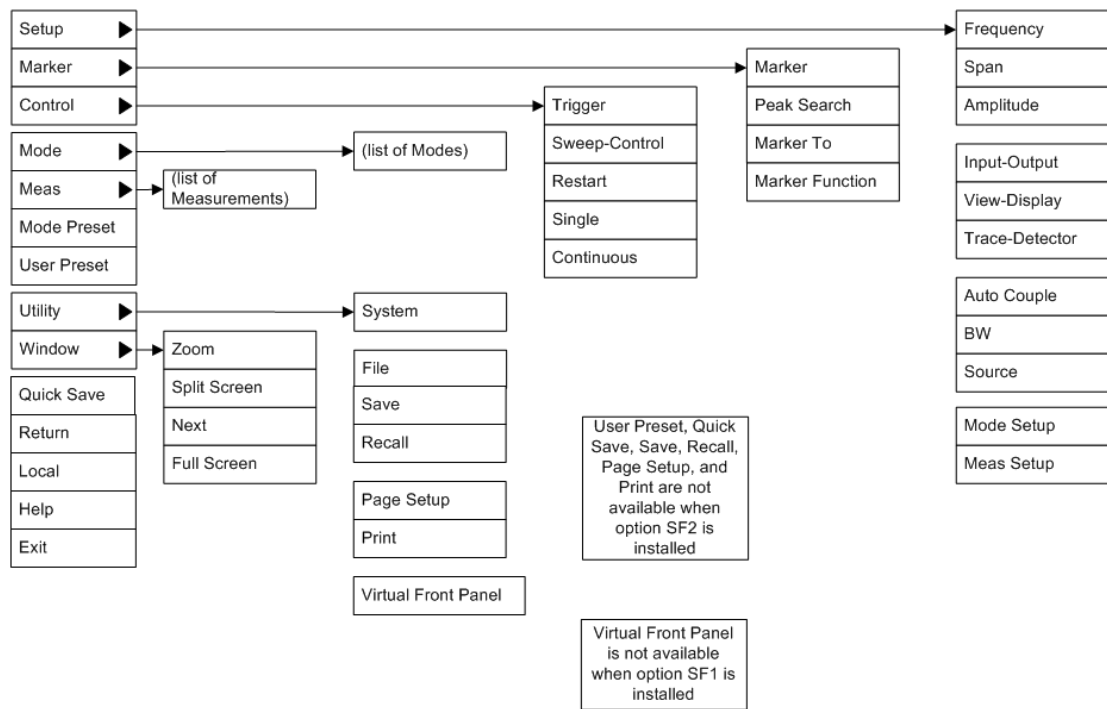 Setup
Marker
Control
Mode
Meas
Mode Preset
User Preset
Utility
Window
Quick Save
Return
Local
Help
Exit
(list of
Measurements)
Zoom
Split Screen
Next
Full Screen
(list of Modes)
System
File
Save
Recall
Page Setup
Print
Virtual Front Panel
Trigger
Sweep-Control
Restart
Single
Continuous
User Preset, Quick
Save, Save, Recall,
Page Setup, and
Print are not
available when
option SF2 is
installed
Virtual Front Panel
is not available
when option SF1 is
installed
Marker
Peak Search
Marker To
Marker Function
Frequency
Span
Amplitude
Input-Output
View-Display
Trace-Detector
Auto Couple
BW
Source
Mode Setup
Meas Setup